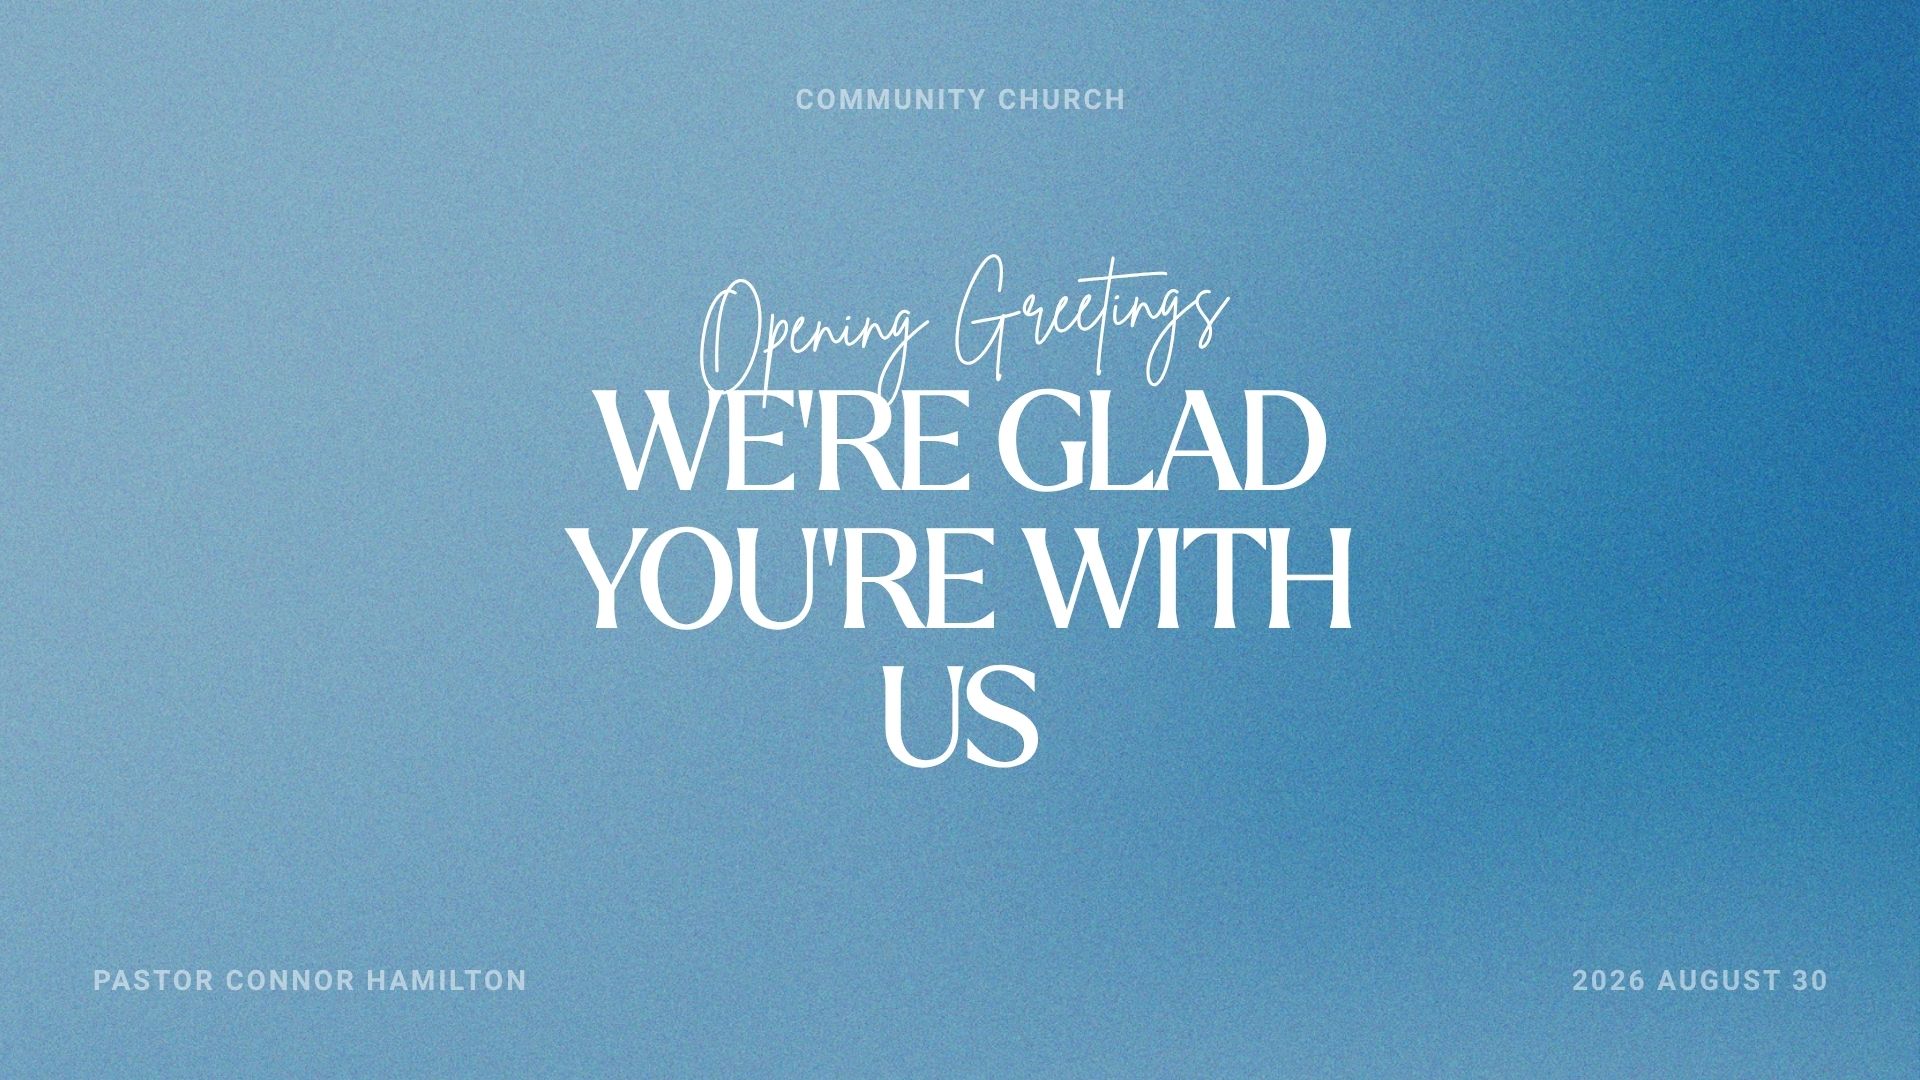 COMMUNITY CHURCH
Opening Greetings
WE'RE GLAD
YOU'RE WITH
US
PASTOR CONNOR HAMILTON
2026 AUGUST 30